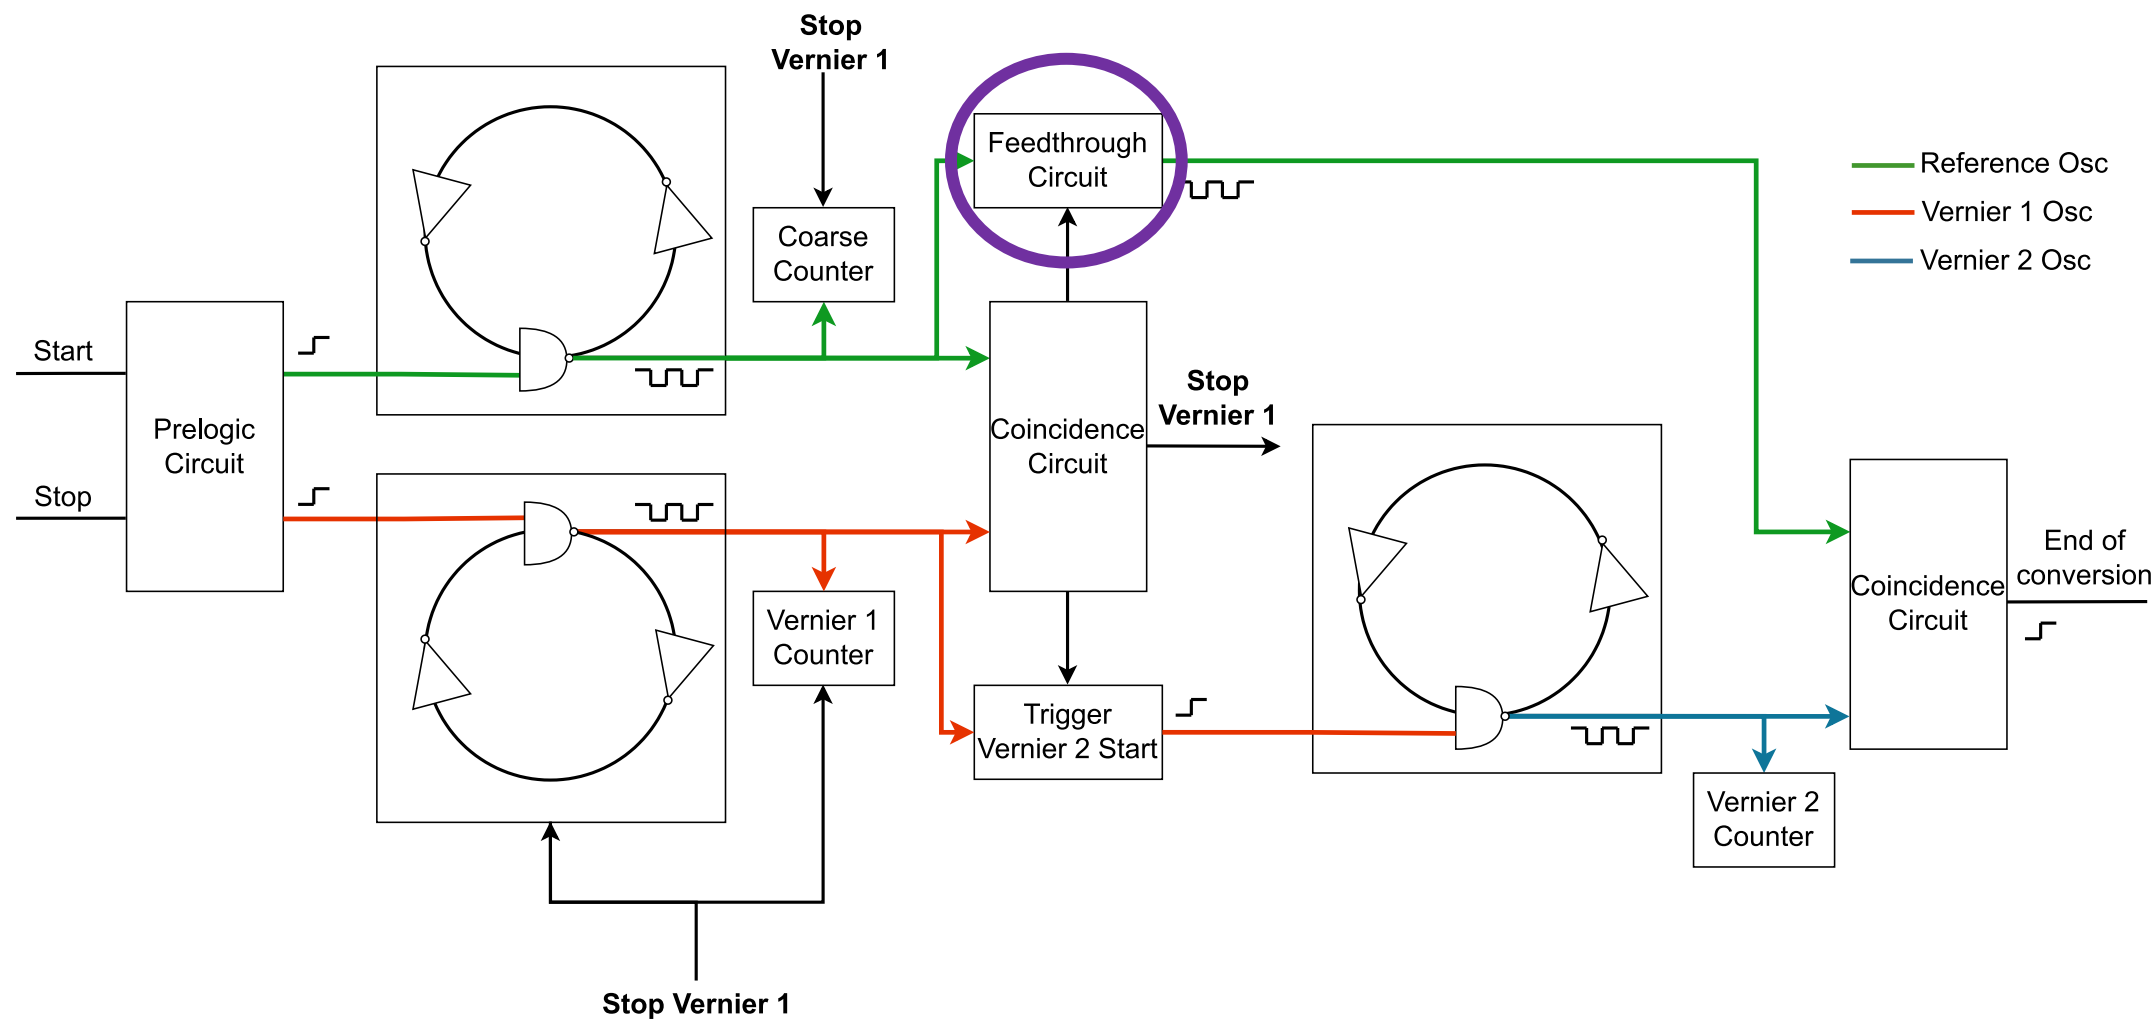 Stop
Vernier 1
Feedthrough
Circuit
Reference Osc
Vernier 1 Osc
Vernier 2 Osc
Coarse
Counter
Start
Prelogic
Circuit
Stop
Coincidence
Circuit
Stop
Vernier 1
Vernier 1
Counter
Trigger
Vernier 2 Start
Coincidence
Circuit
End of
conversion
Vernier 2
Counter
Stop Vernier 1